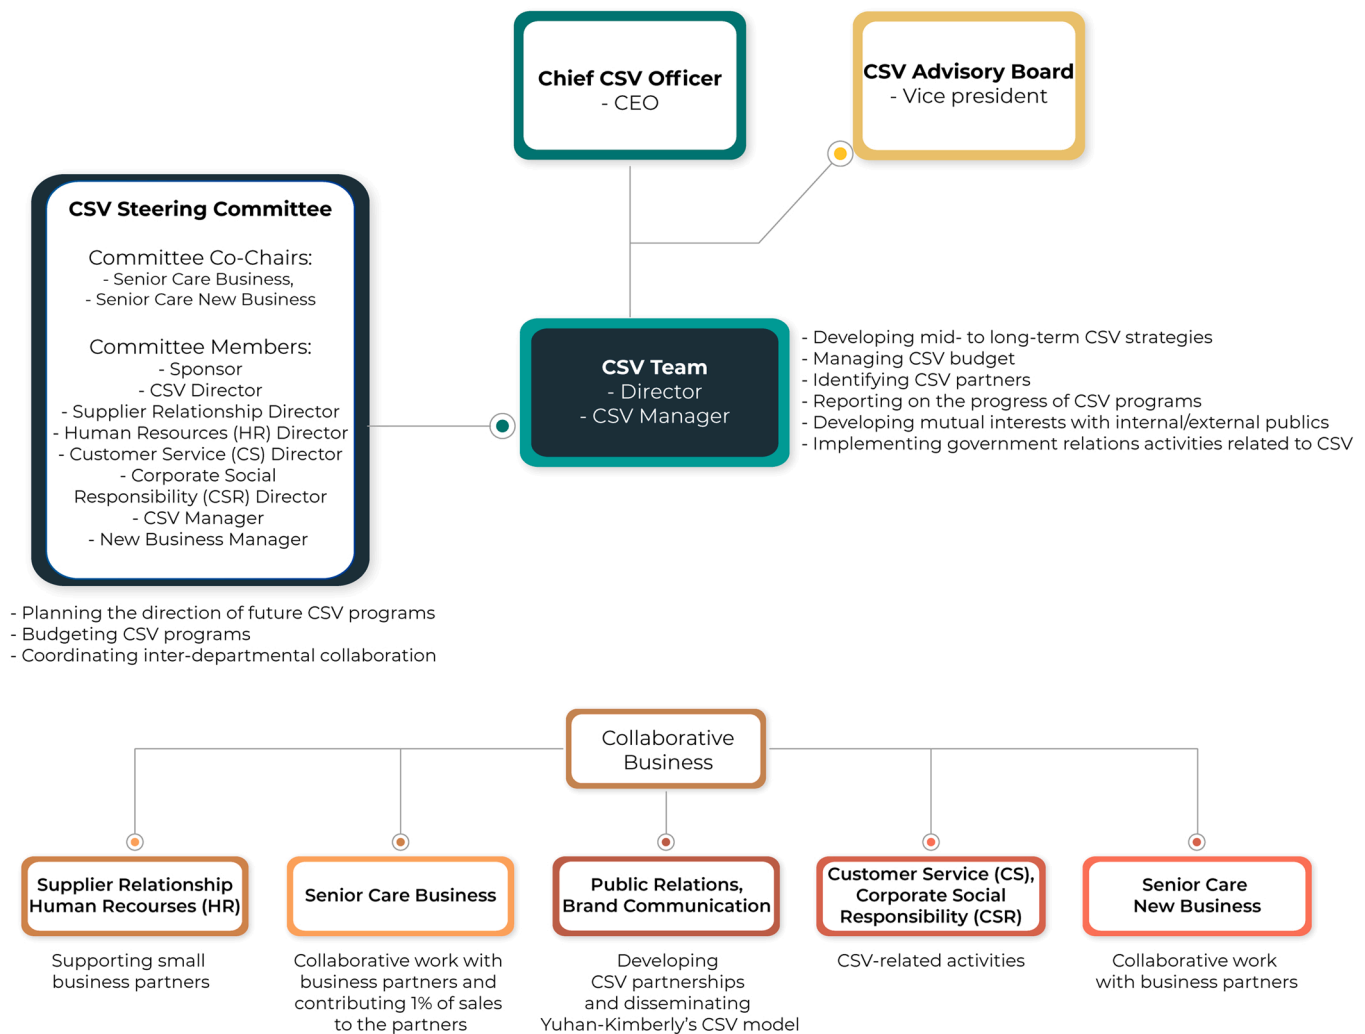 Chief CSV Officer
- CEO
CSV Advisory Board
- Vice president
CSV Steering Committee
Committee Co-Chairs:
- Senior Care Business,
- Senior Care New Business
Committee Members:
- Sponsor
- CSV Director
- Supplier Relationship Director
- Human Resources (HR) Director
- Customer Service (CS) Director
- Corporate Social
Responsibility (CSR) Director
- CSV Manager
- New Business Manager
- Planning the direction of future CSV programs
- Budgeting CSV programs
- Coordinating inter-departmental collaboration
CSV Team
- Director
- CSV Manager
- Developing mid- to long-term CSV strategies
- Managing CSV budget
- Identifying CSV partners
- Reporting on the progress of CSV programs
- Developing mutual interests with internal/external publics
- Implementing government relations activities related to CSV
Collaborative
Business
Supplier Relationship
Human Recourses (HR)
Supporting small
business partners
Senior Care Business
Collaborative work with
business partners and
contributing 1% of sales
to the partners
Public Relations,
Brand Communication
Developing
CSV partnerships
and disseminating
Yuhan-Kimberly's CSV model
Customer Service (CS),
Corporate Social
Responsibility (CSR)
CSV-related activities
Senior Care
New Business
Collaborative work
with business partners